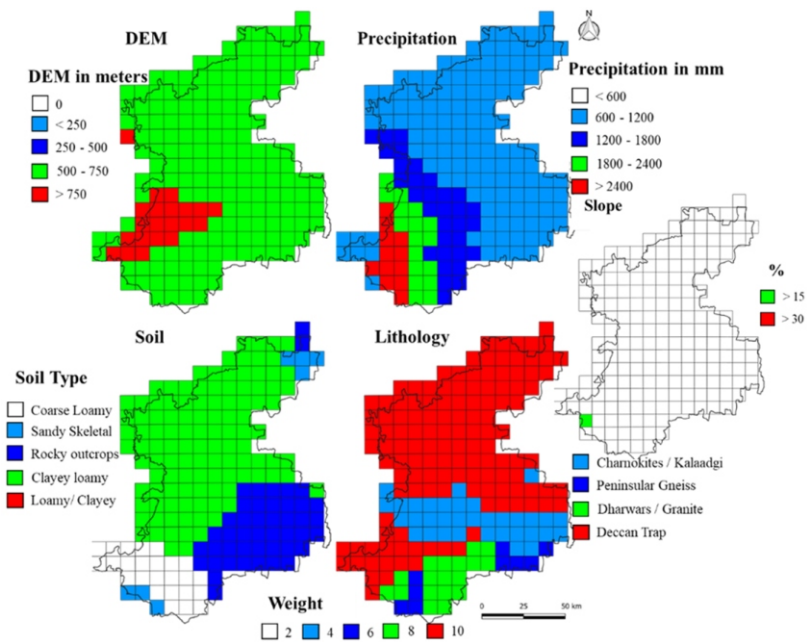 DEM
Precipitation
N
DEM in meters
0
< 250
250 - 500
500 - 750
> 750
Precipitation in mm
< 600
600 - 1200
1200 - 1800
1800 - 2400
> 2400
Slope
%
> 15
> 30
Soil
Lithology
Soil Type
Coarse Loamy
Sandy Skeletal
Rocky outcrops
Clayey loamy
Loamy/ Clayey
Charnokites / Kalaadgi
Peninsular Gneiss
Dharwars / Granite
Deccan Trap
Weight
2 4 6 8 10
0 25 50 km